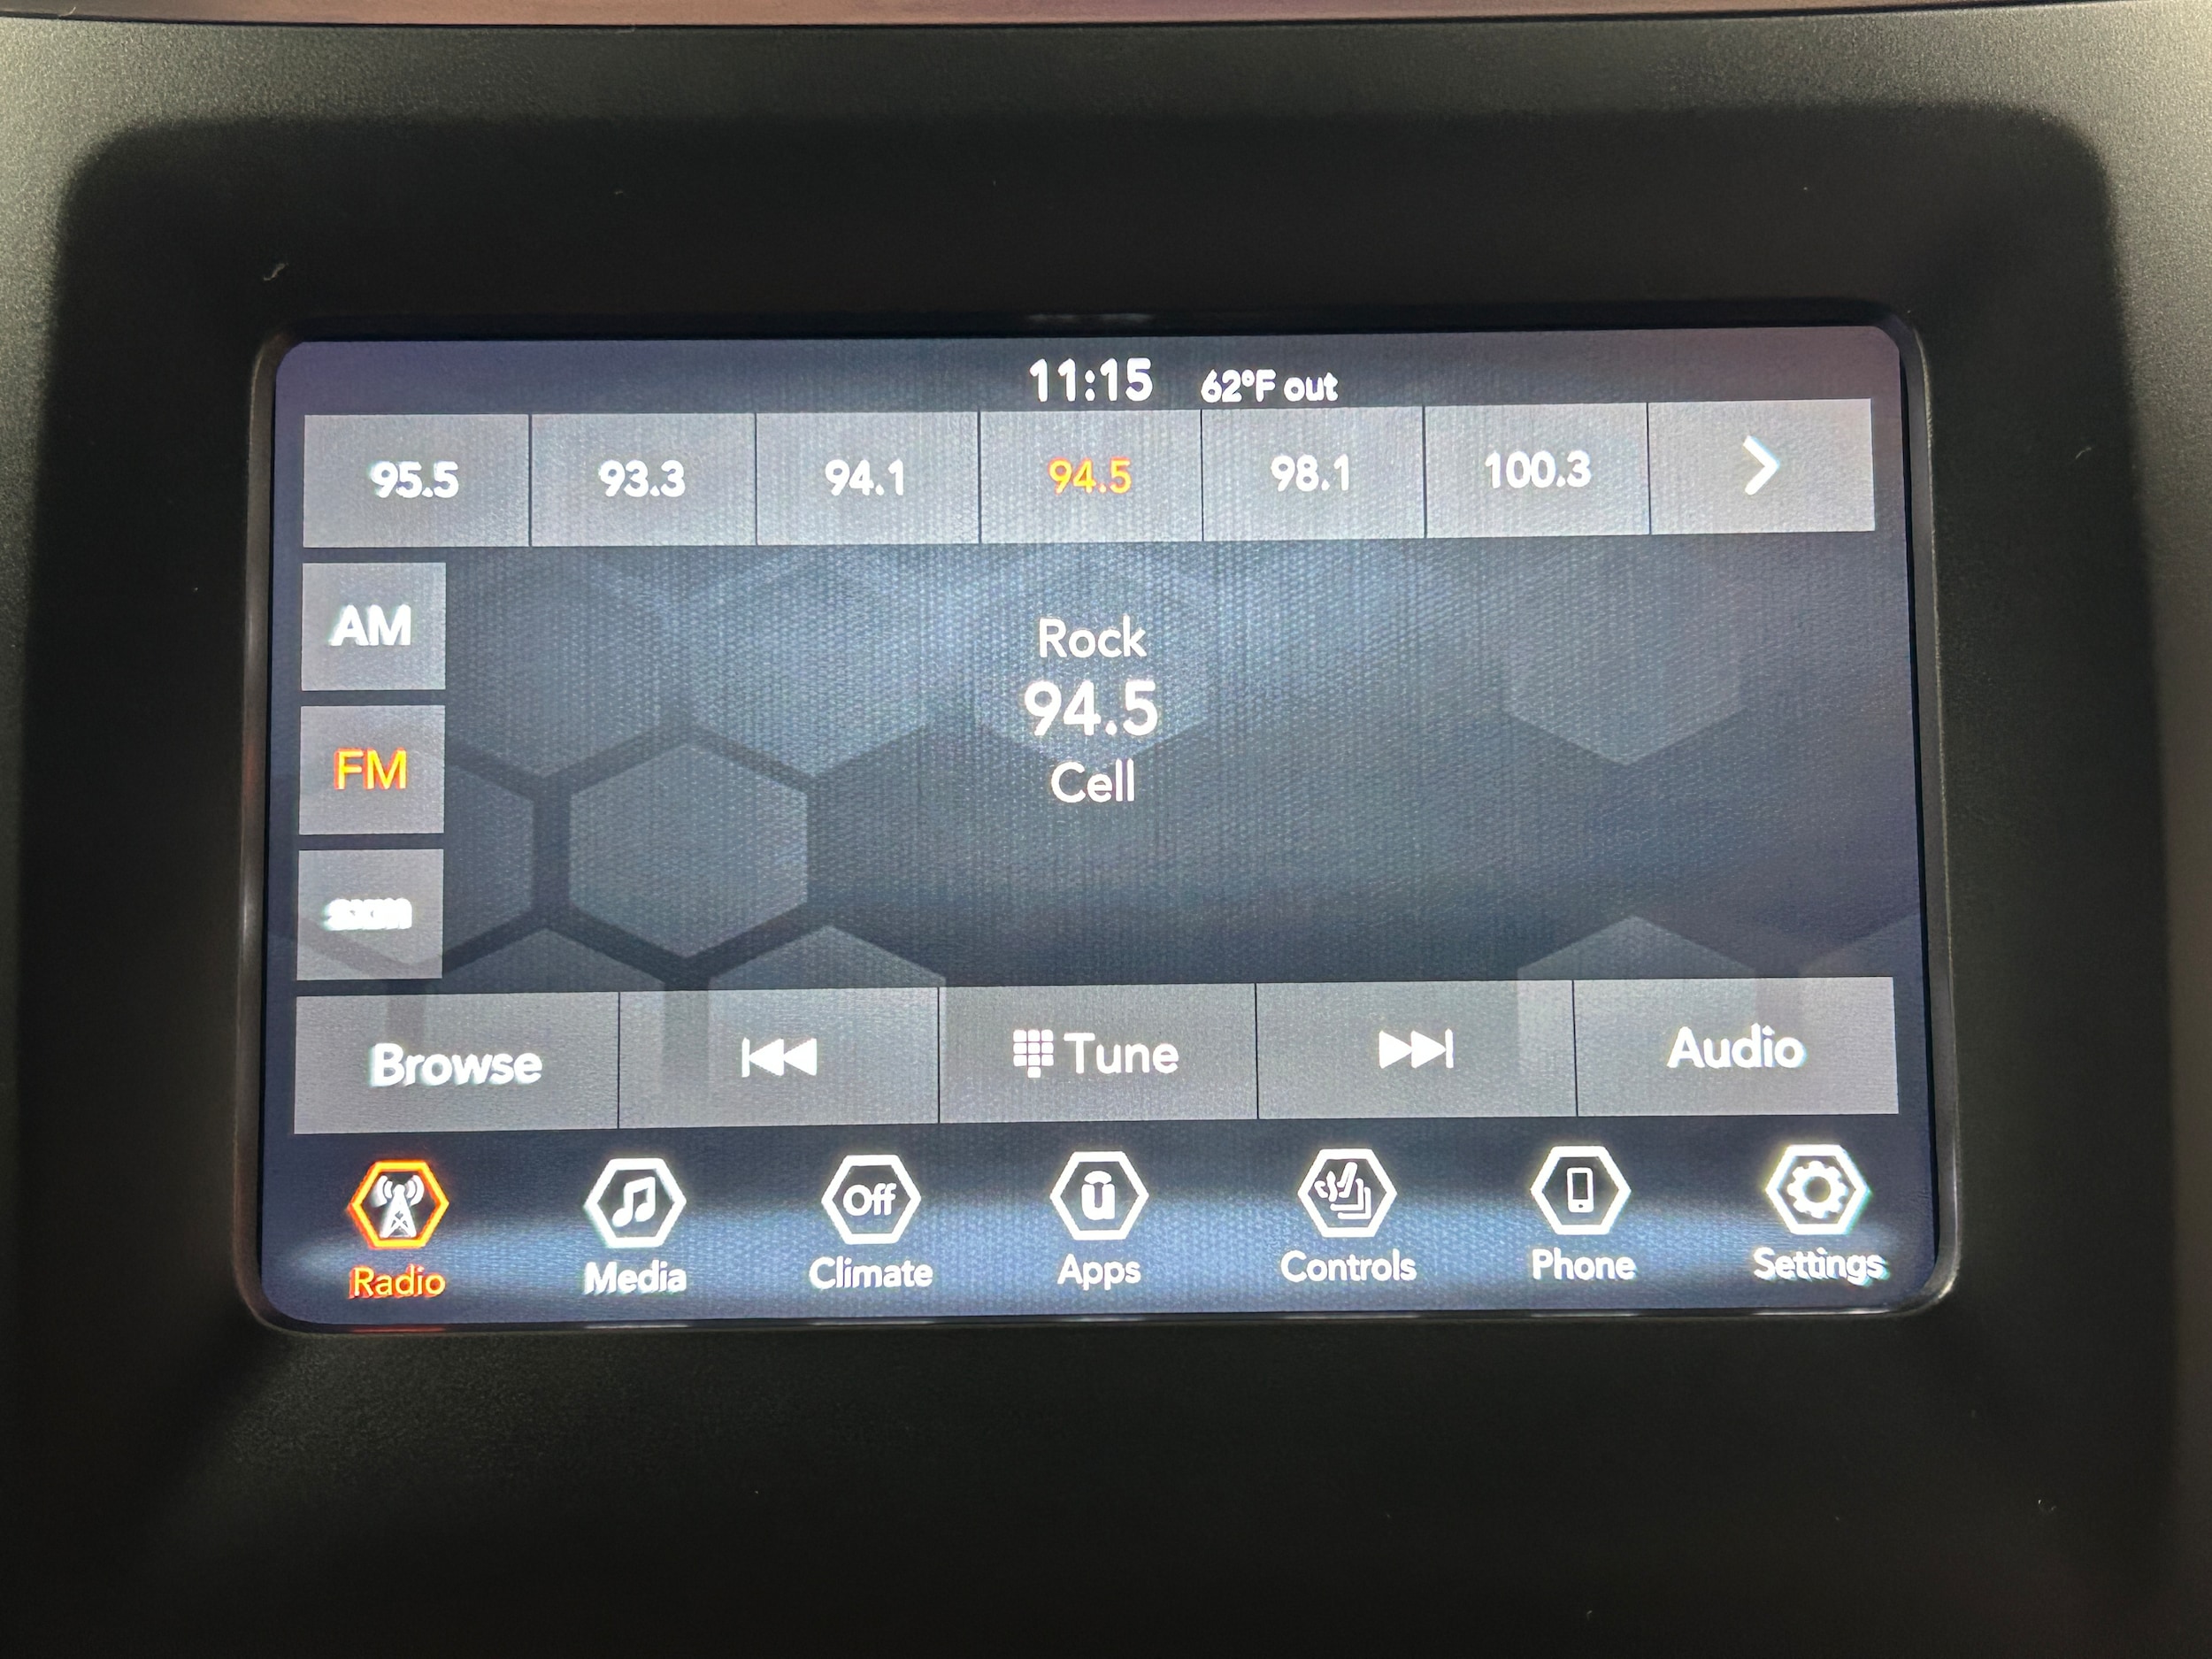 11:15 62°F out
95.5 93.3 94.1 94.5 98.1 100.3
AM
Rock
94.5
FM
Cell
sxm
Browse Tune Audio
Off u
Radio Media Climate Apps Controls Phone Settings